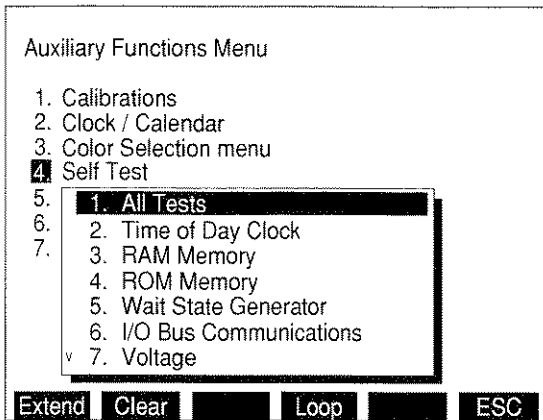 Auxiliary Functions Menu
1. Calibrations
2. Clock / Calendar
3. Color Selection menu
4. Self Test
5.
6.
7.
1. All Tests
2. Time of Day Clock
3. RAM Memory
4. ROM Memory
5. Wait State Generator
6. I/O Bus Communications
v 7. Voltage
Extend Clear Loop ESC